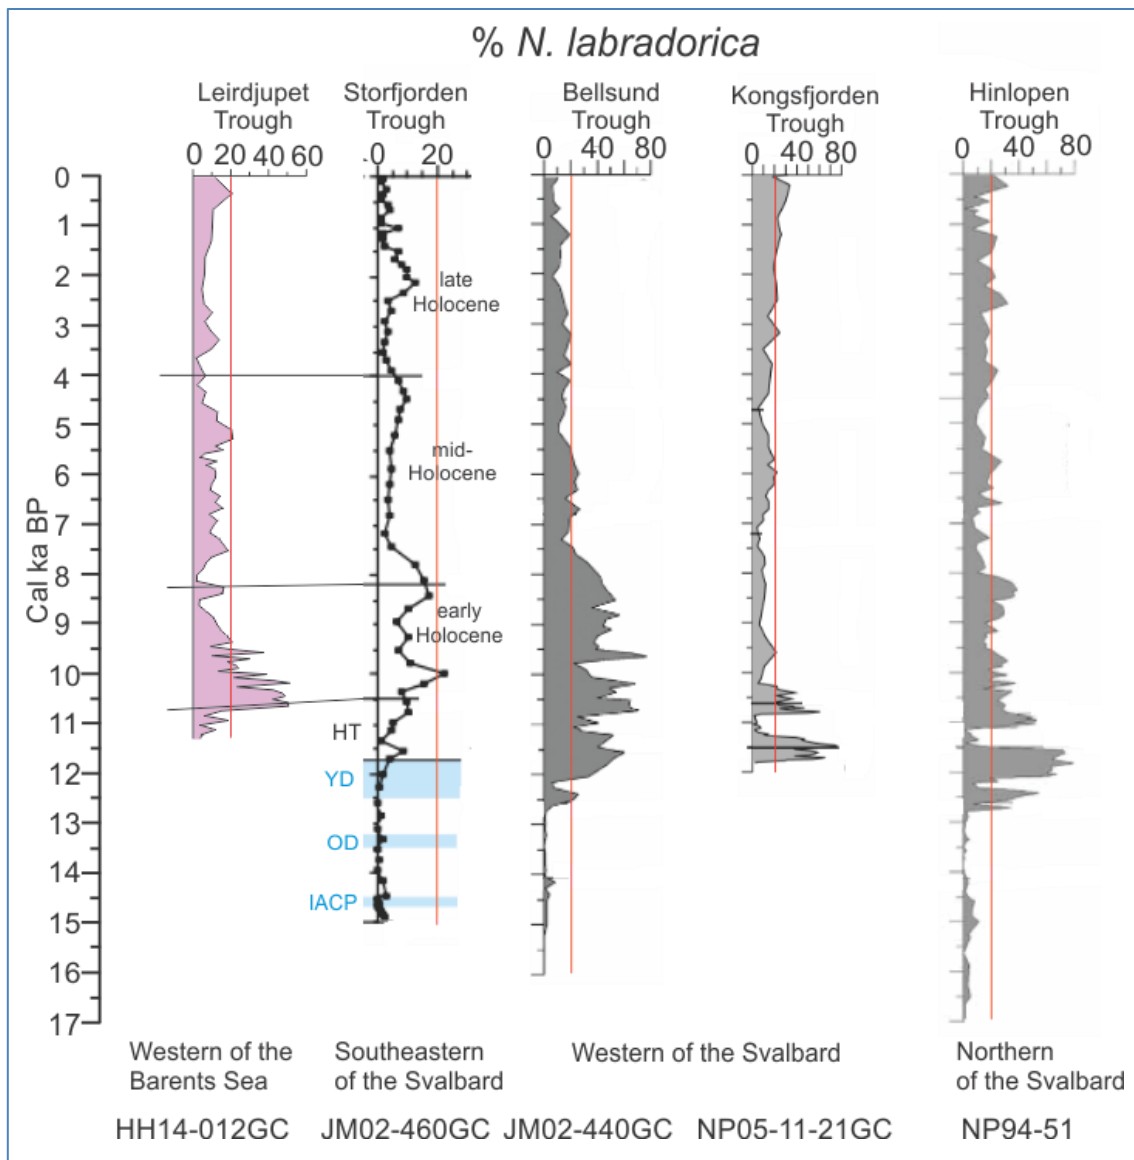 % N. labradorica
Leirdjupet
Trough
Storfjorden
Trough
Bellsund
Trough
Kongsfjorden
Trough
Hinlopen
Trough
0 20 40 60
0 20
0 40 80
0 40 80
0 40 80
Cal ka BP
0
1
2
3
4
5
6
7
8
9
10
11
12
13
14
15
16
17
late
Holocene
mid-
Holocene
early
Holocene
HT
YD
OD
IACP
Western of the
Barents Sea
Southeastern
of the Svalbard
Western of the Svalbard
Northern
of the Svalbard
HH14-012GC JM02-460GC JM02-440GC NP05-11-21GC NP94-51